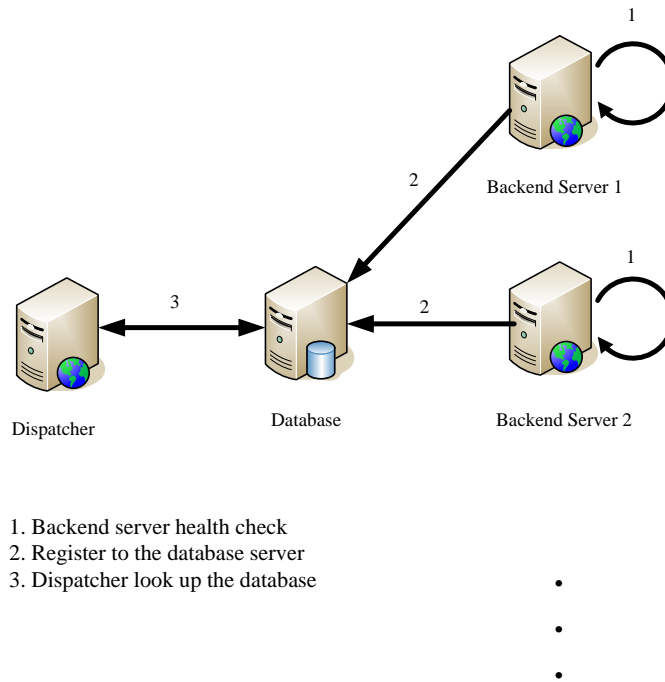 1
2
Backend Server 1
1
3
2
Dispatcher
Database
Backend Server 2
1. Backend server health check
2. Register to the database server
3. Dispatcher look up the database